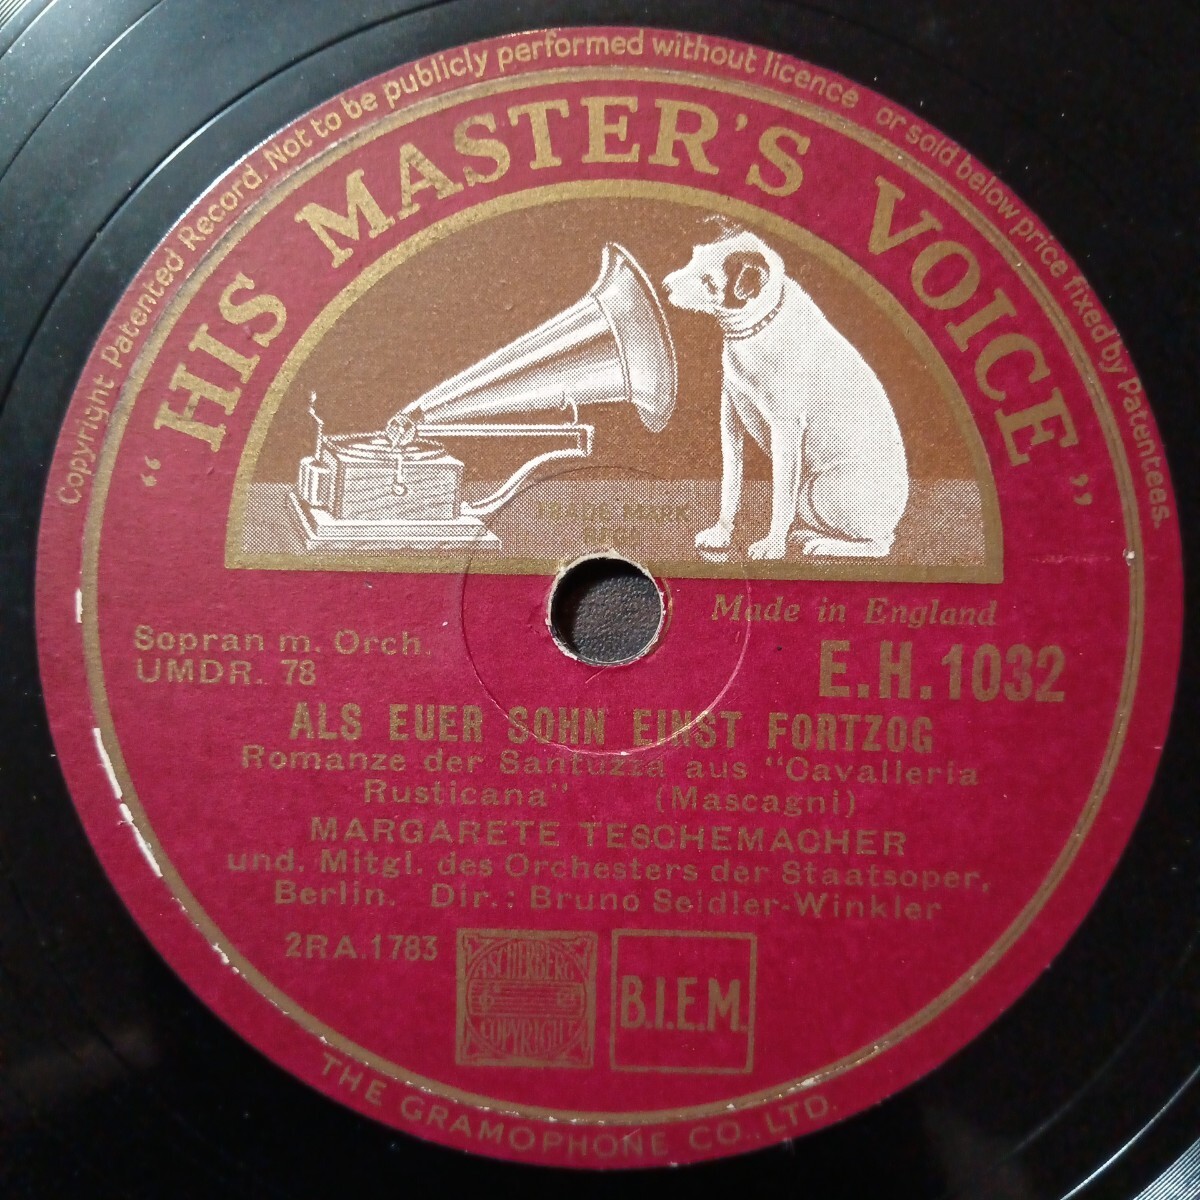 Copyright Patented Record. Not to be publicly performed without licence or sold below price fixed by Patentees.
"HIS MASTER'S VOICE"
TRADE MARK
REGD
Made in England
Sopran m. Orch.
UMDR. 78
E.H.1032
ALS EUER SOHN EINST FORTZOG
Romanze der Santuzza aus "Cavalleria
Rusticana" (Mascagni)
MARGARETE TESCHEMACHER
und. Mitgl. des Orchesters der Staatsoper,
Berlin. Dir.: Bruno Seidler-Winkler
2RA.1783
ASCHERBERG
COPYRIGHT
B.I.E.M.
THE GRAMOPHONE CO., LTD.